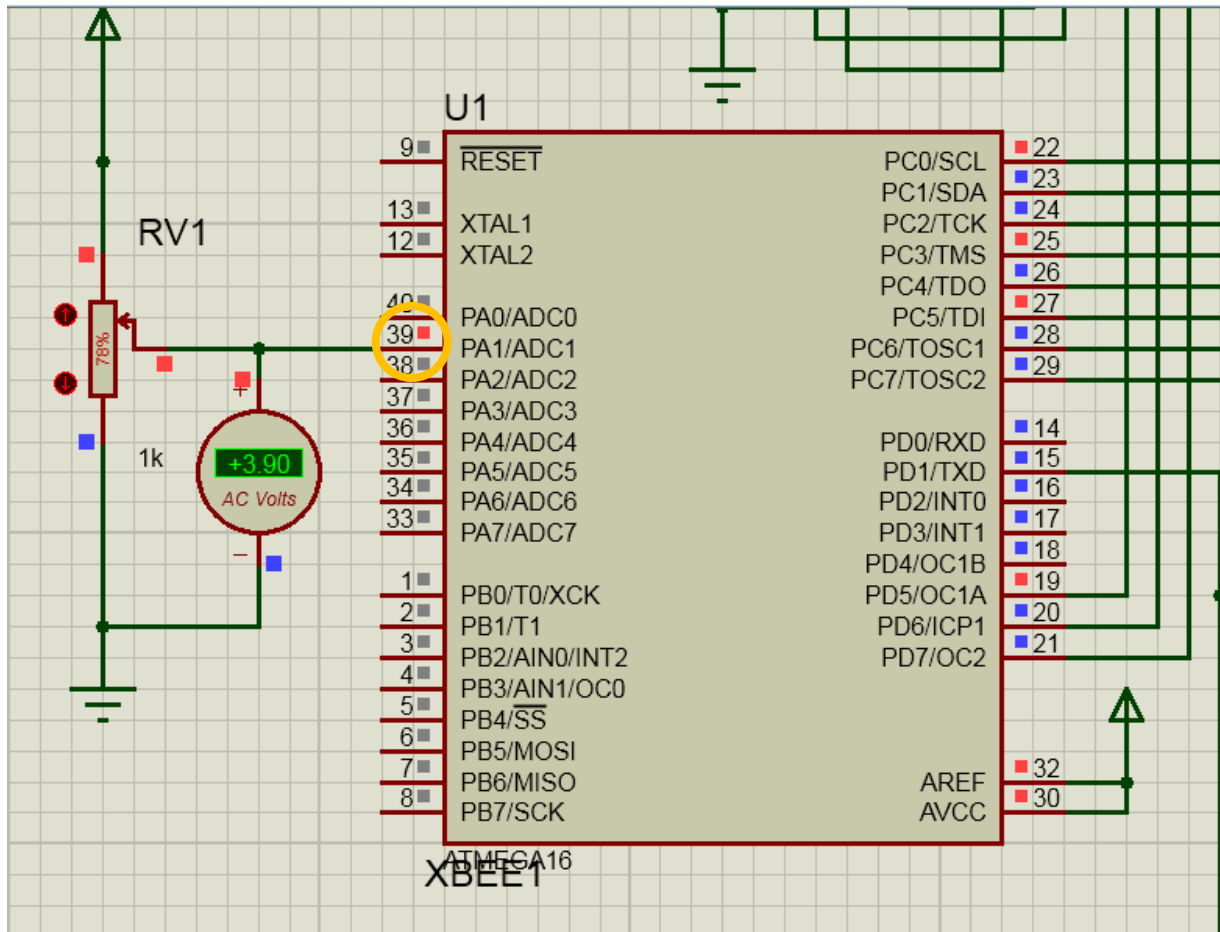 U1
9 RESET
13 XTAL1
12 XTAL2
40 PA0/ADC0
39 PA1/ADC1
38 PA2/ADC2
37 PA3/ADC3
36 PA4/ADC4
35 PA5/ADC5
34 PA6/ADC6
33 PA7/ADC7
1 PB0/T0/XCK
2 PB1/T1
3 PB2/AIN0/INT2
4 PB3/AIN1/OC0
5 PB4/SS
6 PB5/MOSI
7 PB6/MISO
8 PB7/SCK
PC0/SCL 22
PC1/SDA 23
PC2/TCK 24
PC3/TMS 25
PC4/TDO 26
PC5/TDI 27
PC6/TOSC1 28
PC7/TOSC2 29
PD0/RXD 14
PD1/TXD 15
PD2/INT0 16
PD3/INT1 17
PD4/OC1B 18
PD5/OC1A 19
PD6/ICP1 20
PD7/OC2 21
AREF 32
AVCC 30
ATMEGA16
XBEE1
RV1
78%
1k
+
+3.90
AC Volts
−